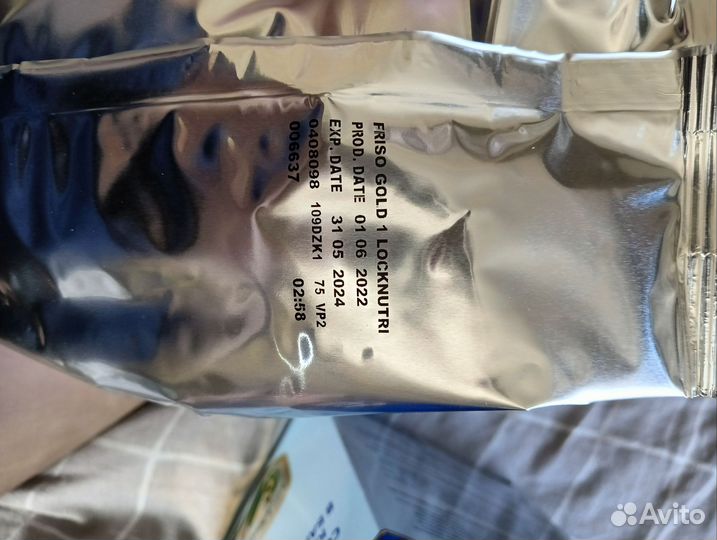 FRISO GOLD 1 LOCKNUTRI
PROD.DATE 01 06 2022
EXP.DATE 31 05 2024
0408098 109DZK1 75 VP2
006637 02:58
Avito